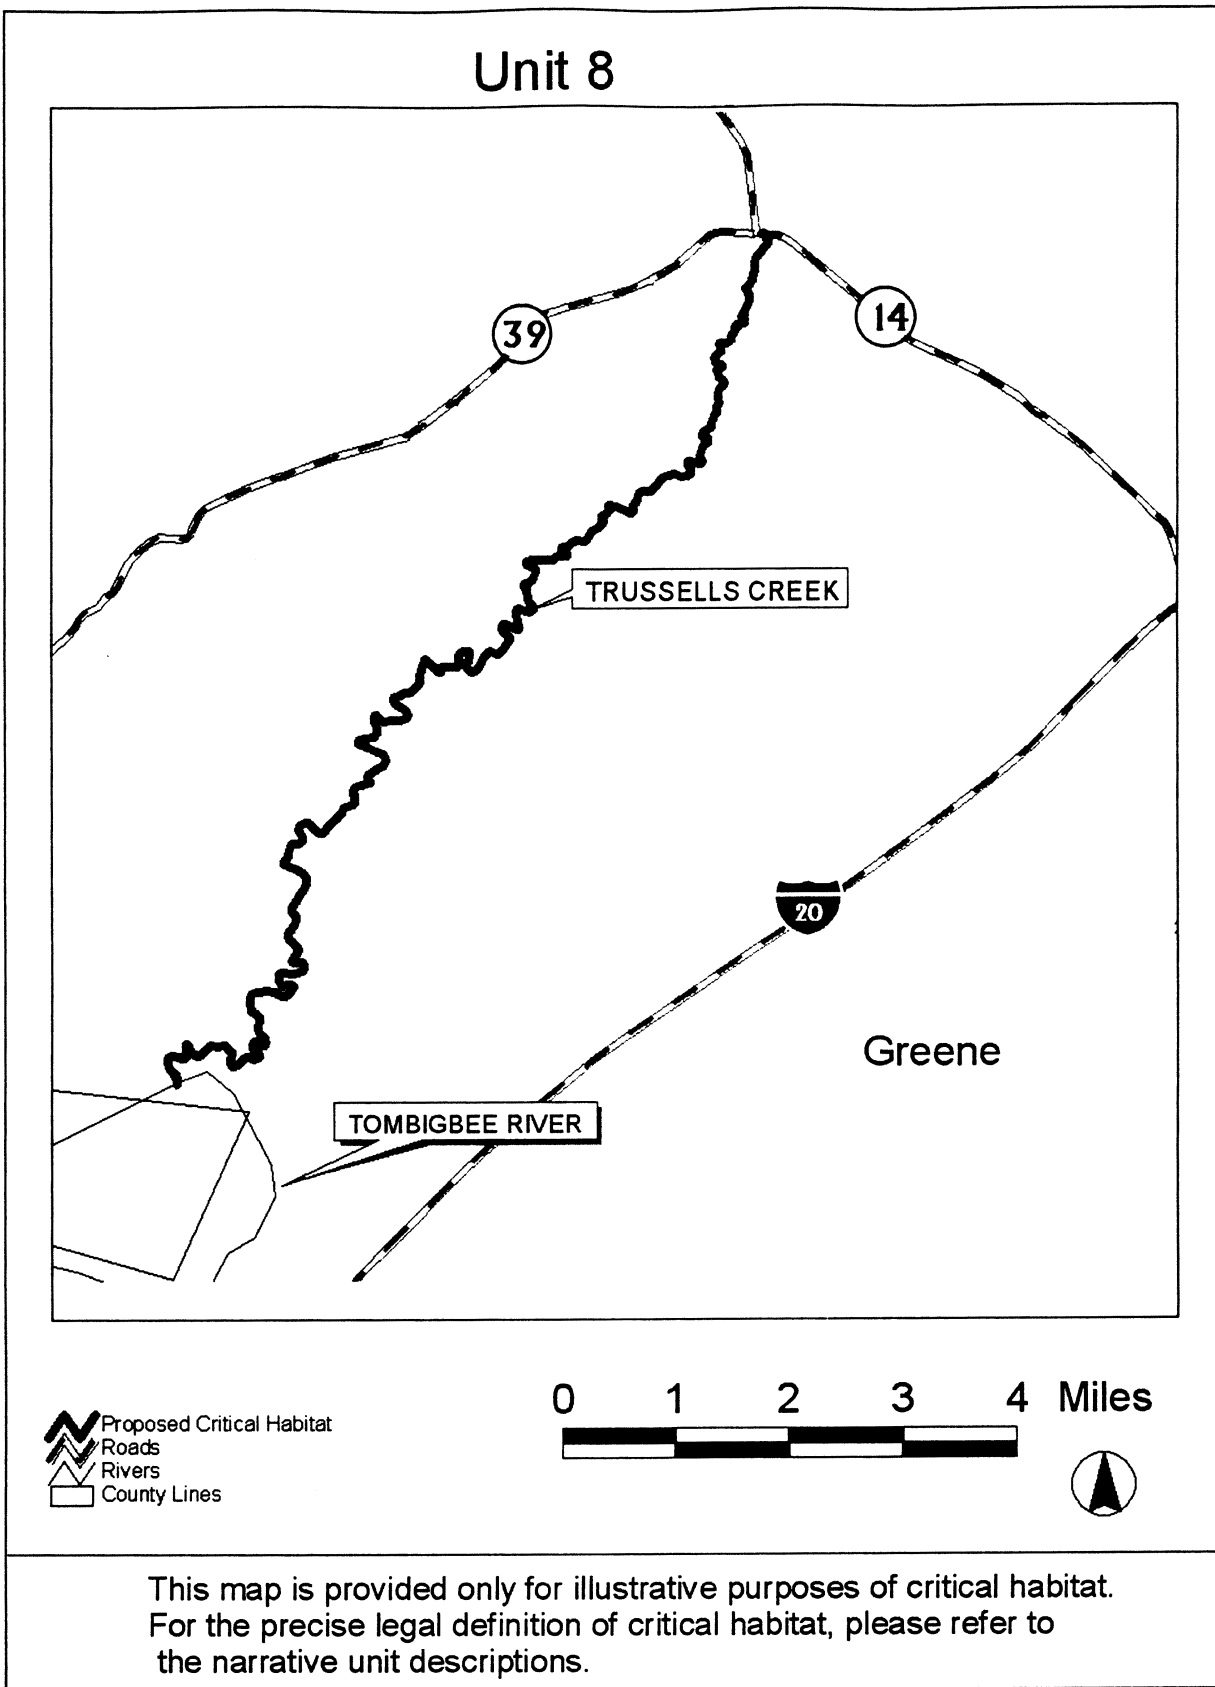 Unit 8
39
14
TRUSSELLS CREEK
20
Greene
TOMBIGBEE RIVER
0 1 2 3 4 Miles
Proposed Critical Habitat
Roads
Rivers
County Lines
This map is provided only for illustrative purposes of critical habitat.
For the precise legal definition of critical habitat, please refer to
the narrative unit descriptions.